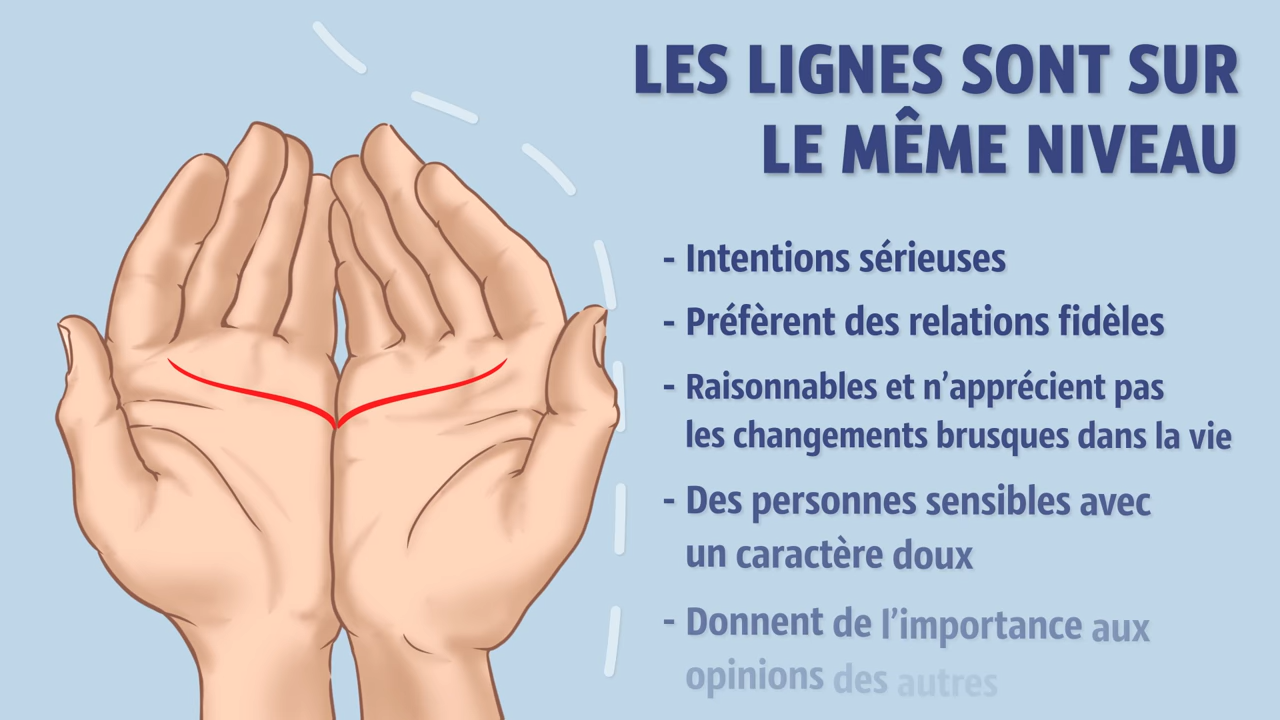 LES LIGNES SONT SUR
LE MÊME NIVEAU
- Intentions sérieuses
- Préfèrent des relations fidèles
- Raisonnables et n’apprécient pas
les changements brusques dans la vie
- Des personnes sensibles avec
un caractère doux
- Donnent de l’importance aux
opinions des autres